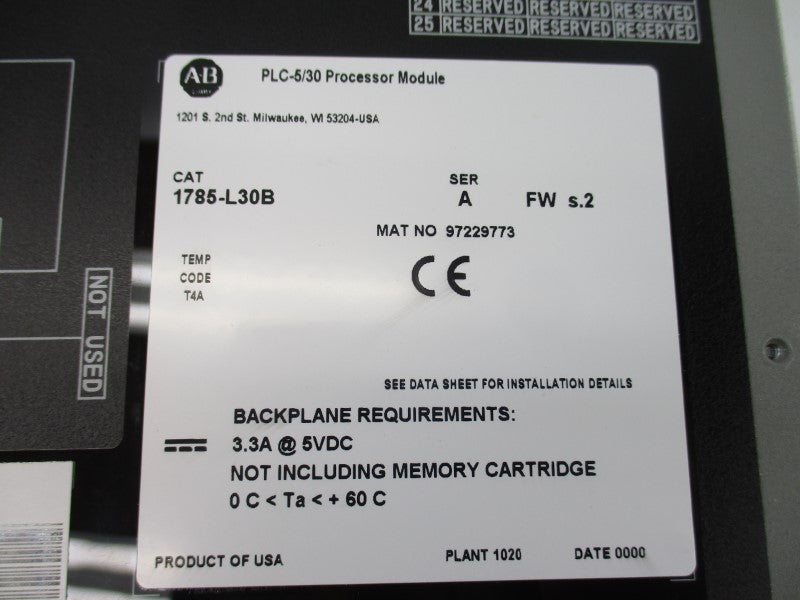 24 RESERVED RESERVED RESERVED
25 RESERVED RESERVED RESERVED
A-B
PLC-5/30 Processor Module
1201 S. 2nd St. Milwaukee, WI 53204-USA
CAT
1785-L30B
SER
A
FW s.2
MAT NO 97229773
TEMP
CODE
T4A
CE
NOT USED
SEE DATA SHEET FOR INSTALLATION DETAILS
BACKPLANE REQUIREMENTS:
3.3A @ 5VDC
NOT INCLUDING MEMORY CARTRIDGE
0 C < Ta < + 60 C
PRODUCT OF USA
PLANT 1020
DATE 0000